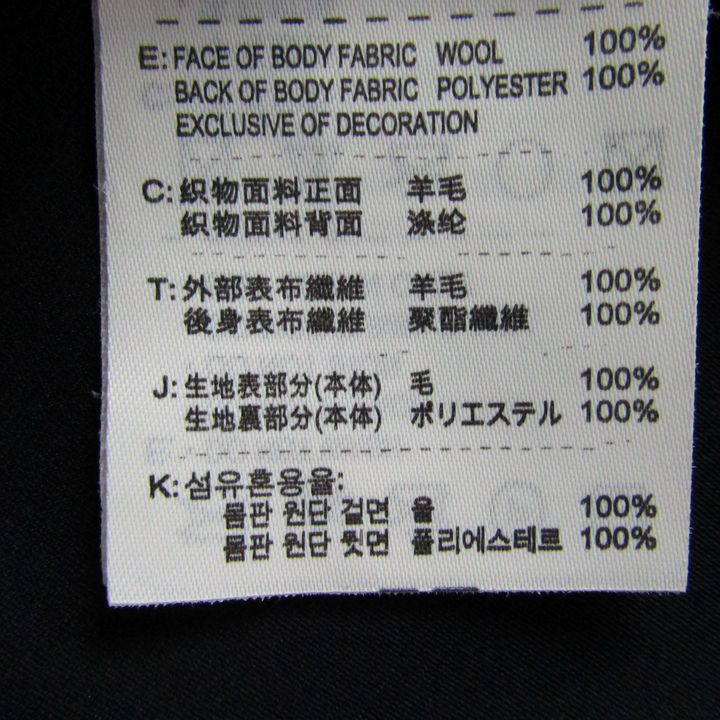 E: FACE OF BODY FABRIC WOOL 100%
BACK OF BODY FABRIC POLYESTER 100%
EXCLUSIVE OF DECORATION
C: 织物面料正面 羊毛 100%
织物面料背面 涤纶 100%
T: 外部表布纖維 羊毛 100%
後身表布纖維 聚酯纖維 100%
J: 生地表部分(本体) 毛 100%
生地裏部分(本体) ポリエステル 100%
K: 섬유혼용율:
몸판 원단 겉면 울 100%
몸판 원단 뒷면 폴리에스테르 100%